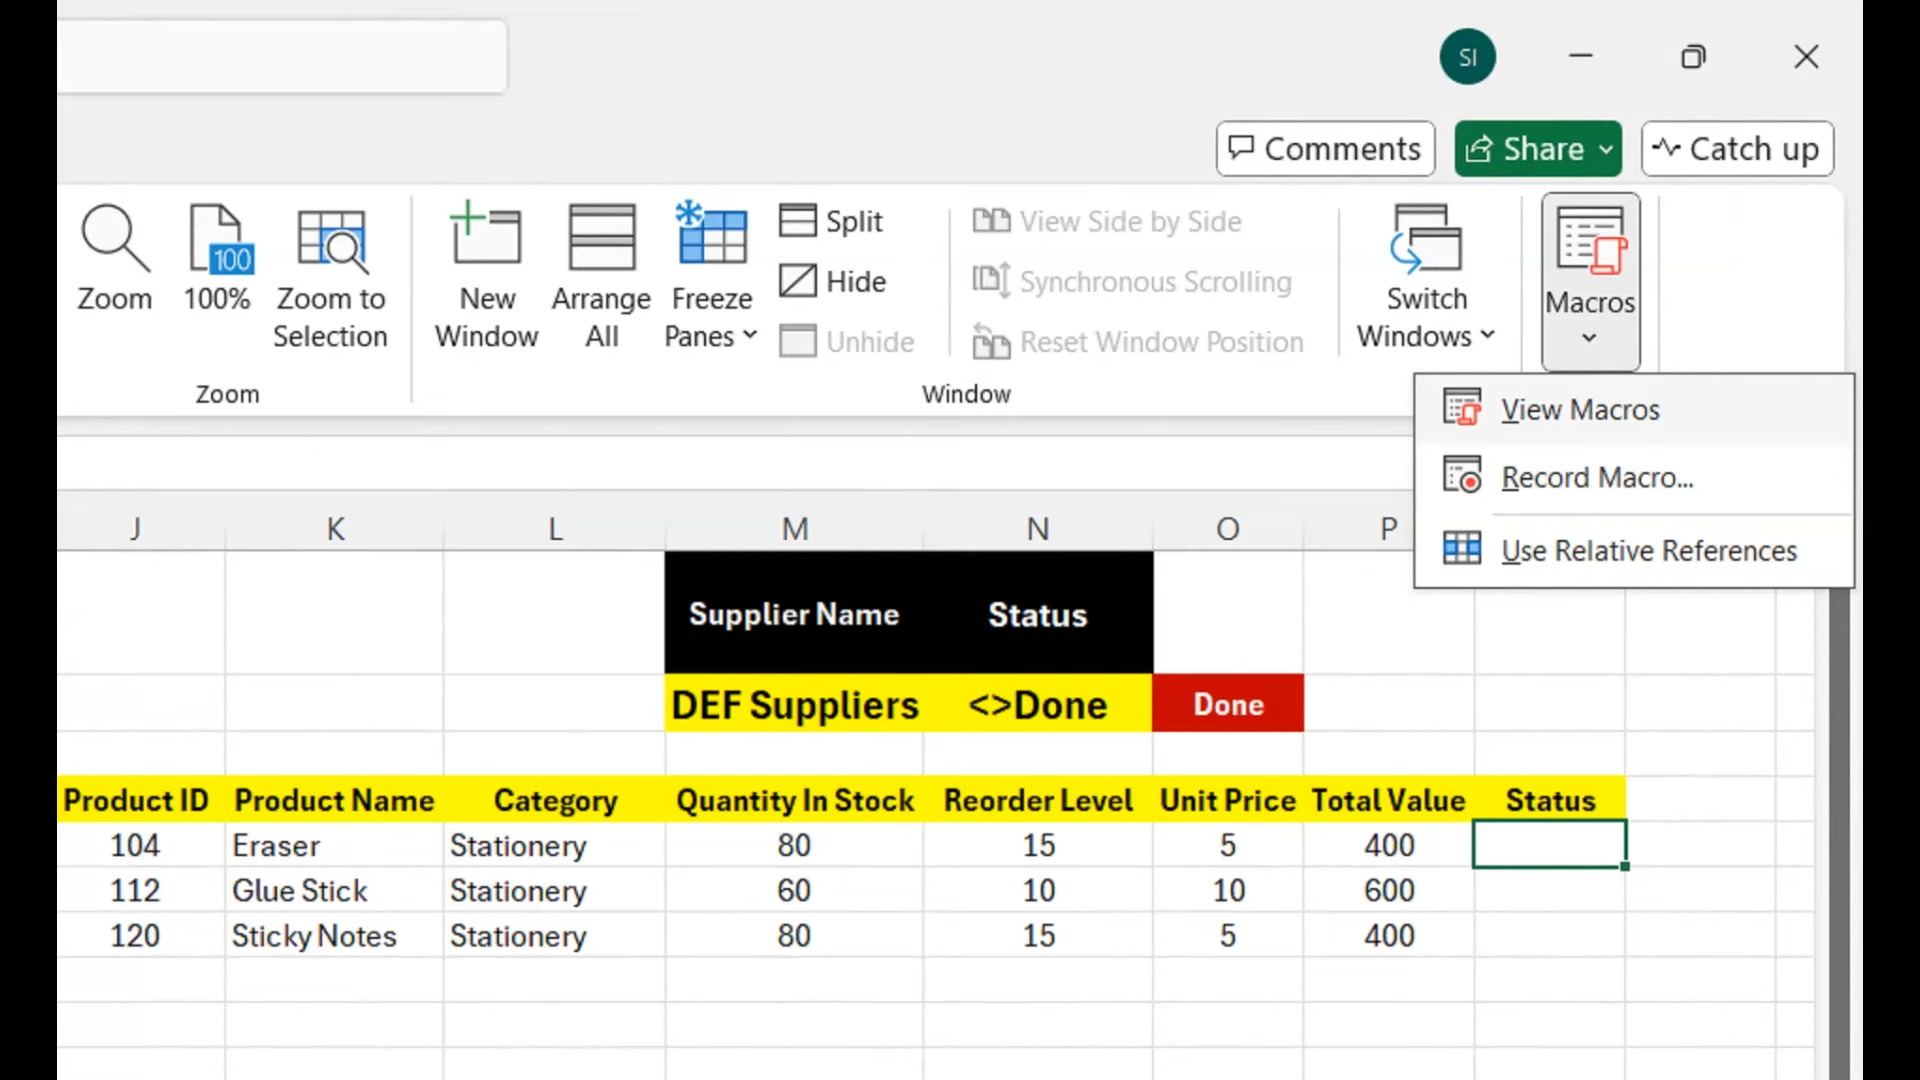 SI
Comments Share Catch up
Zoom 100% Zoom to Selection
New Window Arrange All Freeze Panes
Split
Hide
Unhide
View Side by Side
Synchronous Scrolling
Reset Window Position
Switch Windows Macros
Zoom Window
View Macros
Record Macro...
Use Relative References
J K L M N O P
Supplier Name Status
DEF Suppliers <>Done Done
Product ID Product Name Category Quantity In Stock Reorder Level Unit Price Total Value Status
104 Eraser Stationery 80 15 5 400
112 Glue Stick Stationery 60 10 10 600
120 Sticky Notes Stationery 80 15 5 400